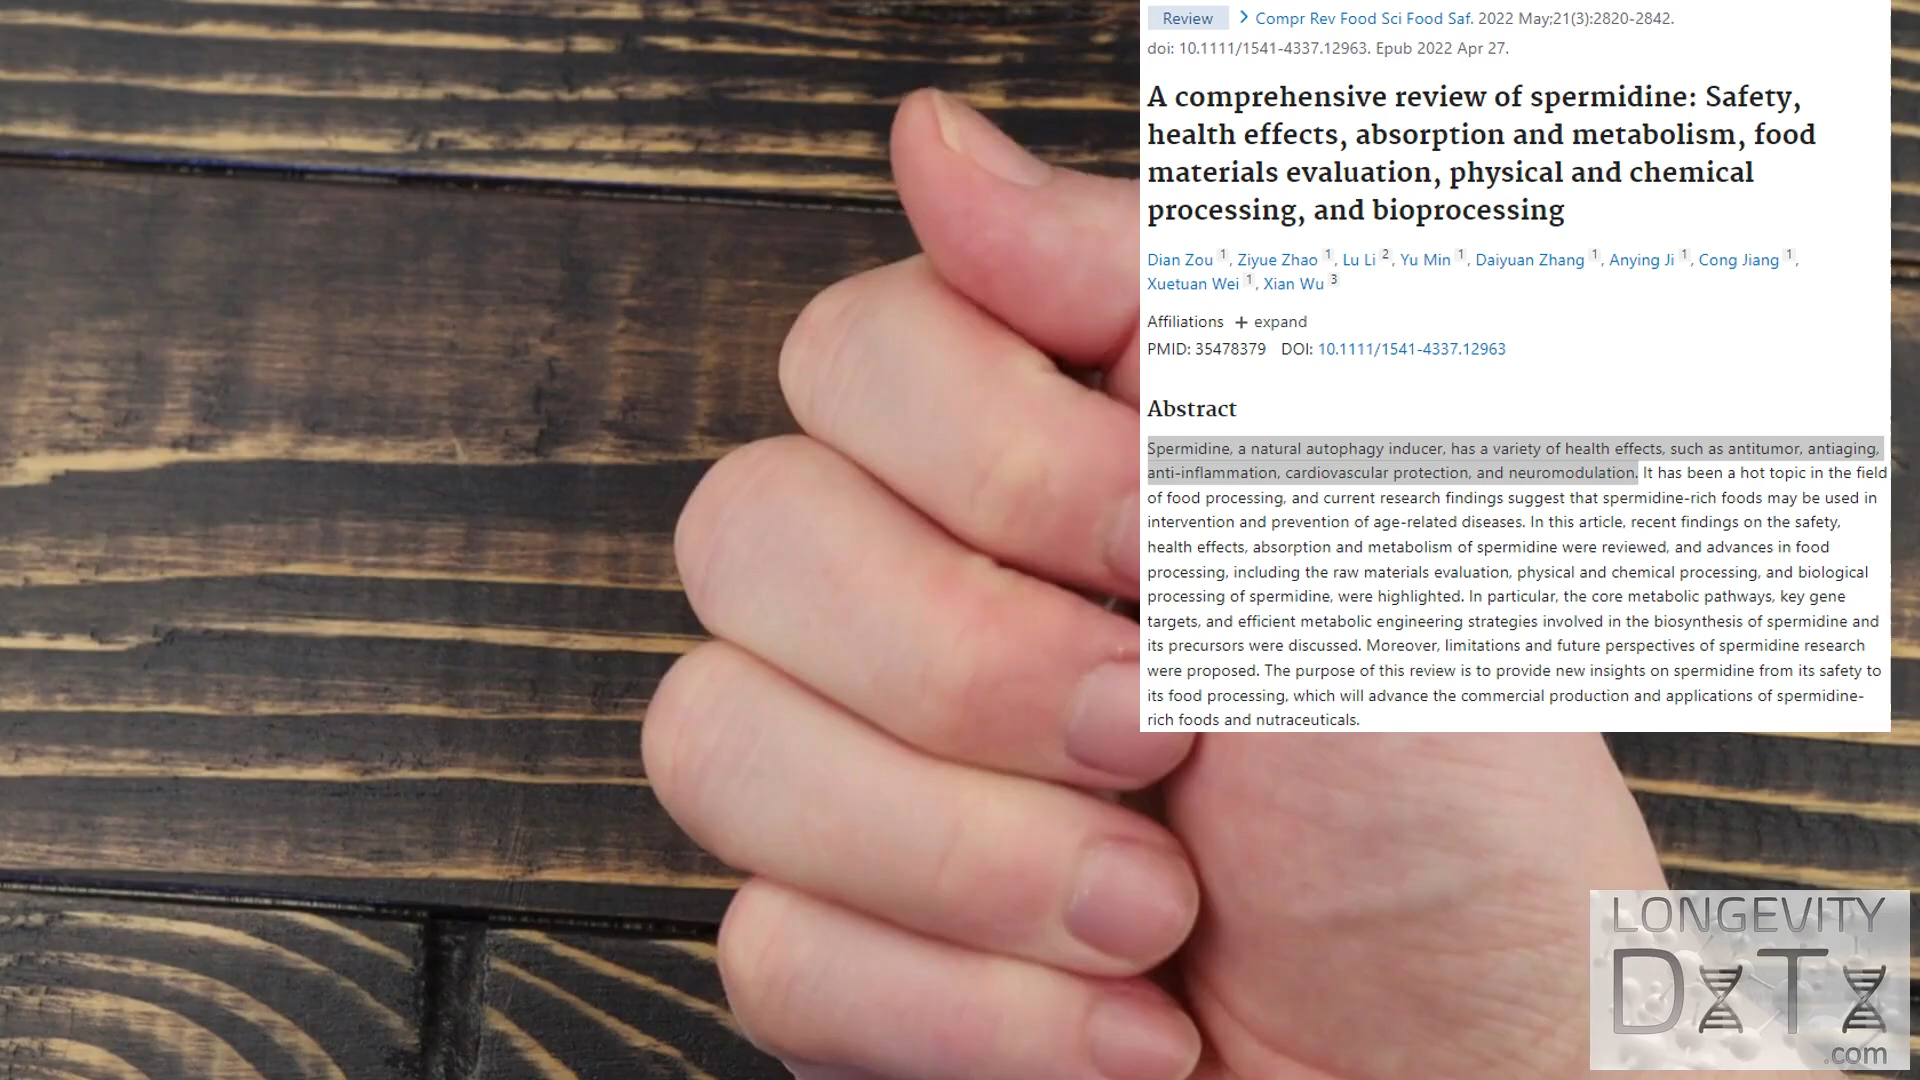 Review > Compr Rev Food Sci Food Saf. 2022 May;21(3):2820-2842.
doi: 10.1111/1541-4337.12963. Epub 2022 Apr 27.
A comprehensive review of spermidine: Safety,
health effects, absorption and metabolism, food
materials evaluation, physical and chemical
processing, and bioprocessing
Dian Zou 1, Ziyue Zhao 1, Lu Li 2, Yu Min 1, Daiyuan Zhang 1, Anying Ji 1, Cong Jiang 1,
Xuetuan Wei 1, Xian Wu 3
Affiliations + expand
PMID: 35478379 DOI: 10.1111/1541-4337.12963
Abstract
Spermidine, a natural autophagy inducer, has a variety of health effects, such as antitumor, antiaging,
anti-inflammation, cardiovascular protection, and neuromodulation. It has been a hot topic in the field
of food processing, and current research findings suggest that spermidine-rich foods may be used in
intervention and prevention of age-related diseases. In this article, recent findings on the safety,
health effects, absorption and metabolism of spermidine were reviewed, and advances in food
processing, including the raw materials evaluation, physical and chemical processing, and biological
processing of spermidine, were highlighted. In particular, the core metabolic pathways, key gene
targets, and efficient metabolic engineering strategies involved in the biosynthesis of spermidine and
its precursors were discussed. Moreover, limitations and future perspectives of spermidine research
were proposed. The purpose of this review is to provide new insights on spermidine from its safety to
its food processing, which will advance the commercial production and applications of spermidine-
rich foods and nutraceuticals.
LONGEVITY
DATA
.com